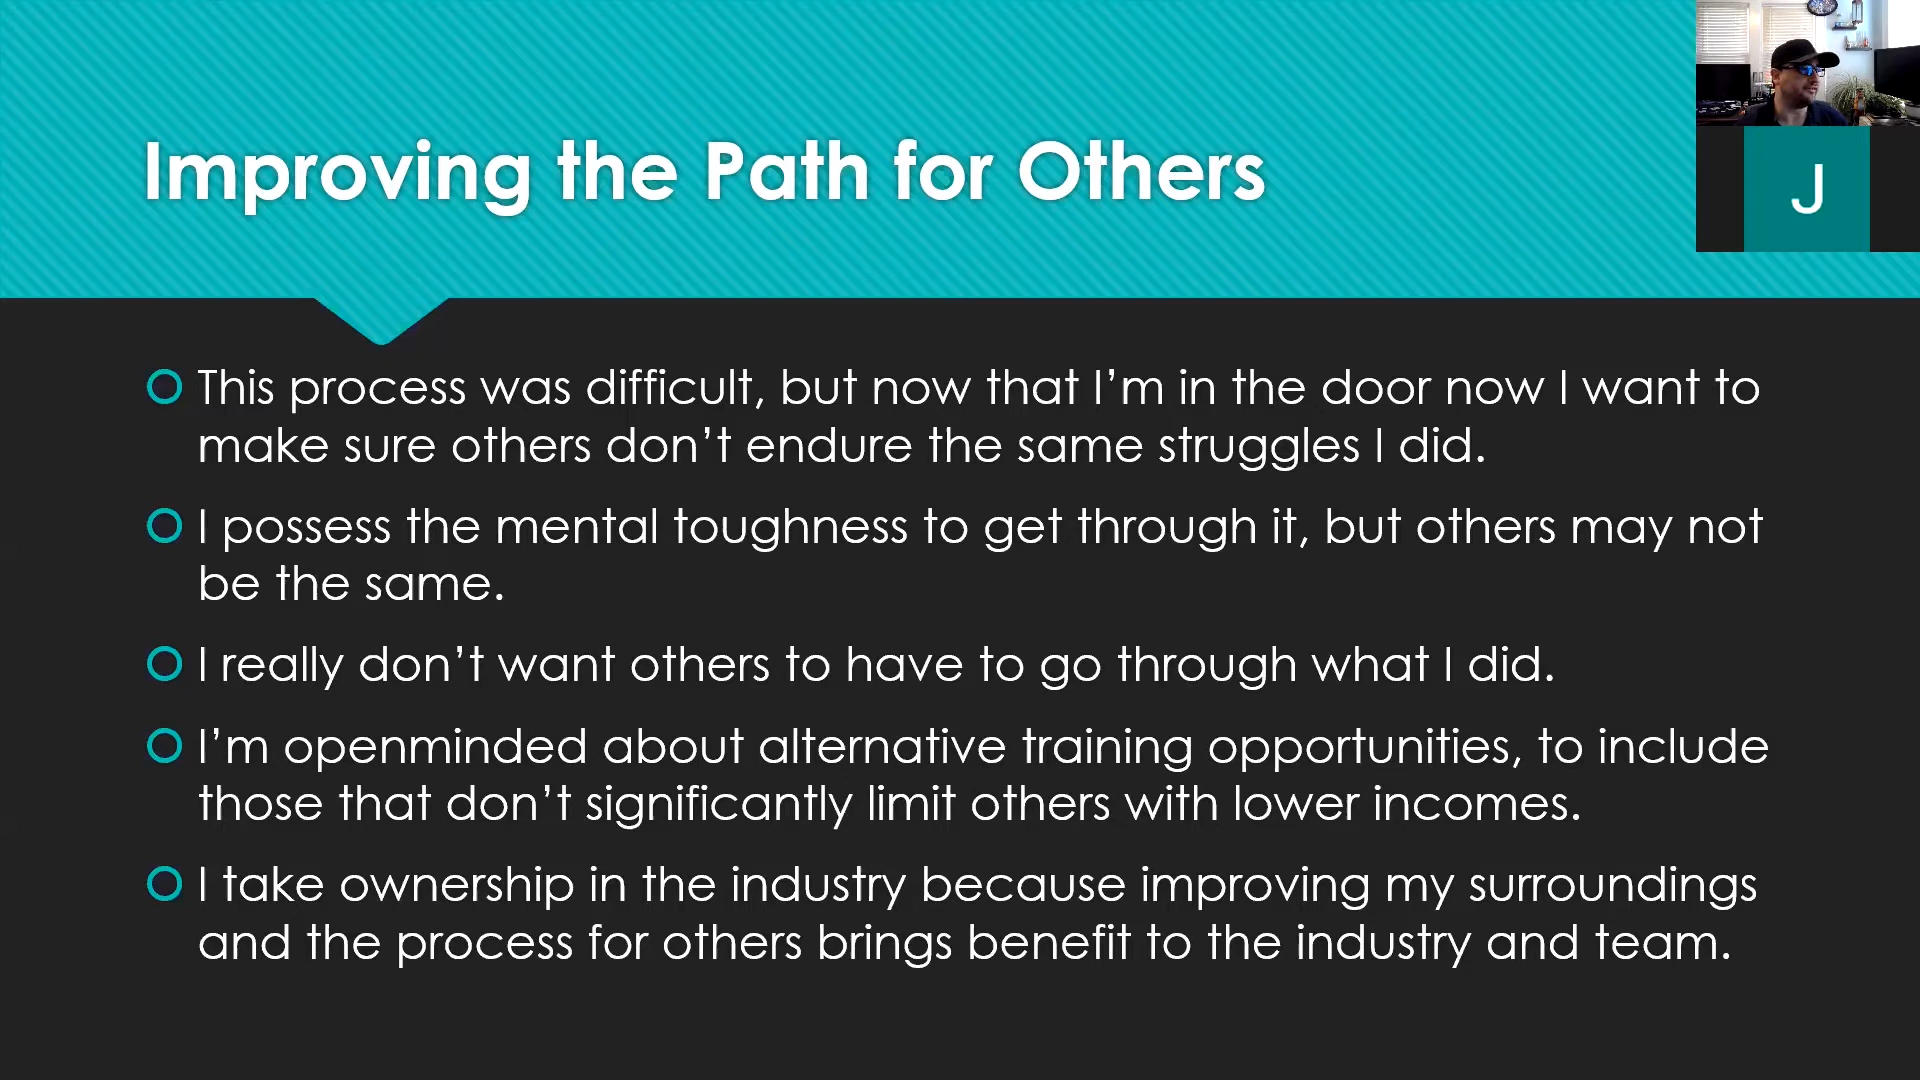 Improving the Path for Others
J
This process was difficult, but now that I’m in the door now I want to
make sure others don’t endure the same struggles I did.
I possess the mental toughness to get through it, but others may not
be the same.
I really don’t want others to have to go through what I did.
I’m openminded about alternative training opportunities, to include
those that don’t significantly limit others with lower incomes.
I take ownership in the industry because improving my surroundings
and the process for others brings benefit to the industry and team.